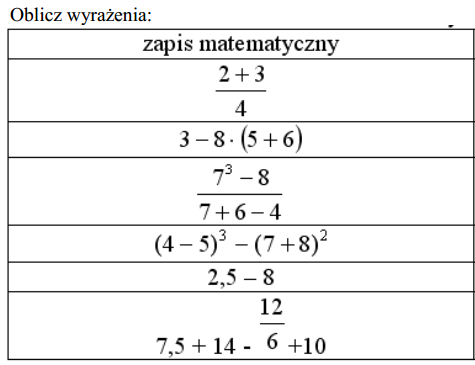 Oblicz wyrażenia:
zapis matematyczny
2 + 3
4
3 – 8 · (5 + 6)
7³ – 8
7 + 6 – 4
(4 – 5)³ – (7 + 8)²
2,5 – 8
12
7,5 + 14 - 6 +10